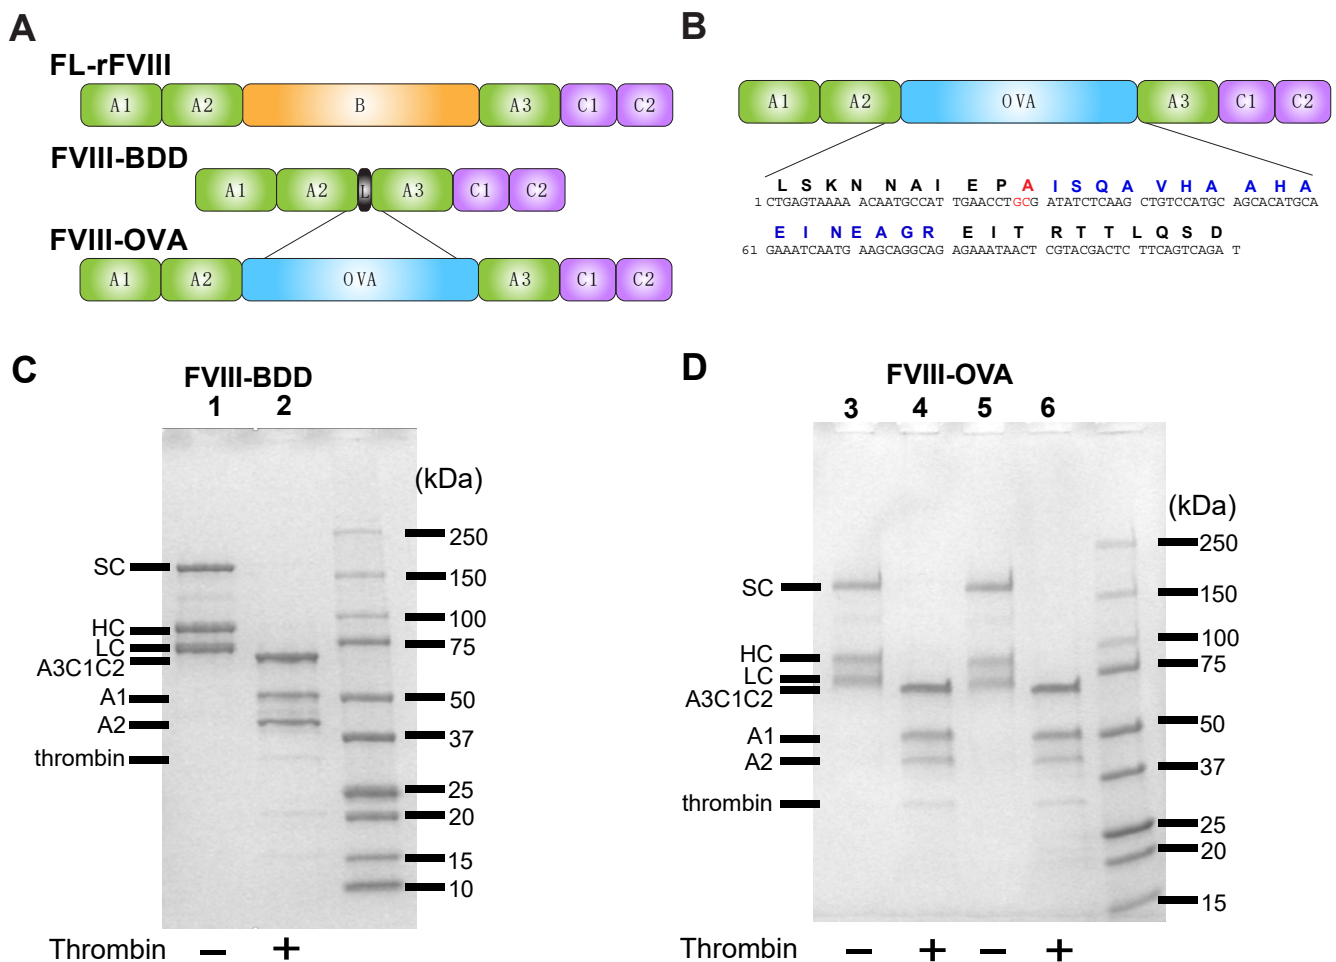 A
FL-rFVIII
A1 A2 B A3 C1 C2
FVIII-BDD
A1 A2 L A3 C1 C2
FVIII-OVA
A1 A2 OVA A3 C1 C2
B
A1 A2 OVA A3 C1 C2
L S K N N A I E P A I S Q A V H A A H A
1 CTGAGTAAAA ACAATGCCAT TGAACCTGCG ATATCTCAAG CTGTCCATGC AGCACATGCA
E I N E A G R E I T R T T L Q S D
61 GAAATCAATG AAGCAGGCAG AGAAATAACT CGTACGACTC TTCAGTCAGA T
C
FVIII-BDD
1 2
(kDa)
250
SC
150
100
HC
LC
75
A3C1C2
A1
50
A2
37
thrombin
25
20
15
10
Thrombin − +
D
FVIII-OVA
3 4 5 6
(kDa)
250
SC
150
100
HC
75
LC
A3C1C2
50
A1
A2
37
thrombin
25
20
15
Thrombin − + − +